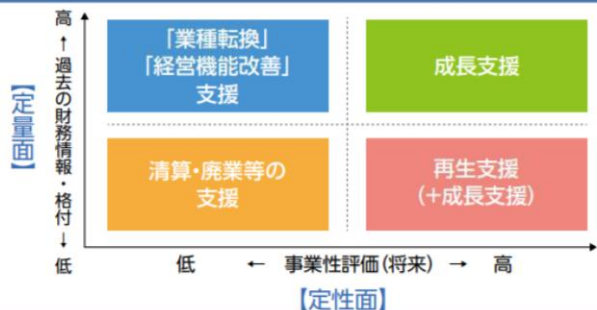 【定量面】
高 ← 過去の財務情報・格付 → 低
「業種転換」
「経営機能改善」
支援
成長支援
清算・廃業等の
支援
再生支援
(+成長支援)
低 ← 事業性評価(将来) → 高
【定性面】